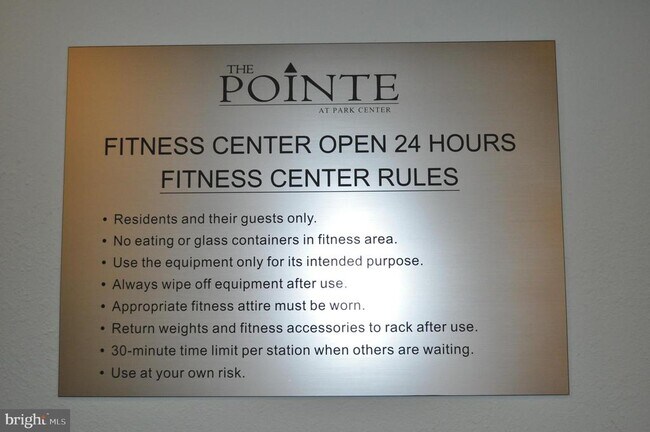 THE
POINTE
AT PARK CENTER
FITNESS CENTER OPEN 24 HOURS
FITNESS CENTER RULES
• Residents and their guests only.
• No eating or glass containers in fitness area.
• Use the equipment only for its intended purpose.
• Always wipe off equipment after use.
• Appropriate fitness attire must be worn.
• Return weights and fitness accessories to rack after use.
• 30-minute time limit per station when others are waiting.
• Use at your own risk.
bright MLS